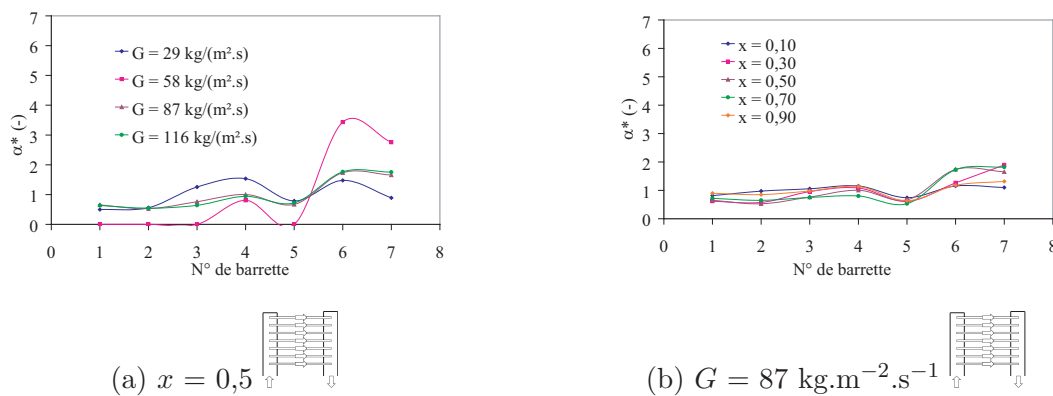 7
6
5
4
3
2
1
0
α* (-)
G = 29 kg/(m².s)
G = 58 kg/(m².s)
G = 87 kg/(m².s)
G = 116 kg/(m².s)
0 1 2 3 4 5 6 7 8
N° de barrette
(a) x = 0,5
7
6
5
4
3
2
1
0
α* (-)
x = 0,10
x = 0,30
x = 0,50
x = 0,70
x = 0,90
0 1 2 3 4 5 6 7 8
N° de barrette
(b) G = 87 kg.m⁻².s⁻¹